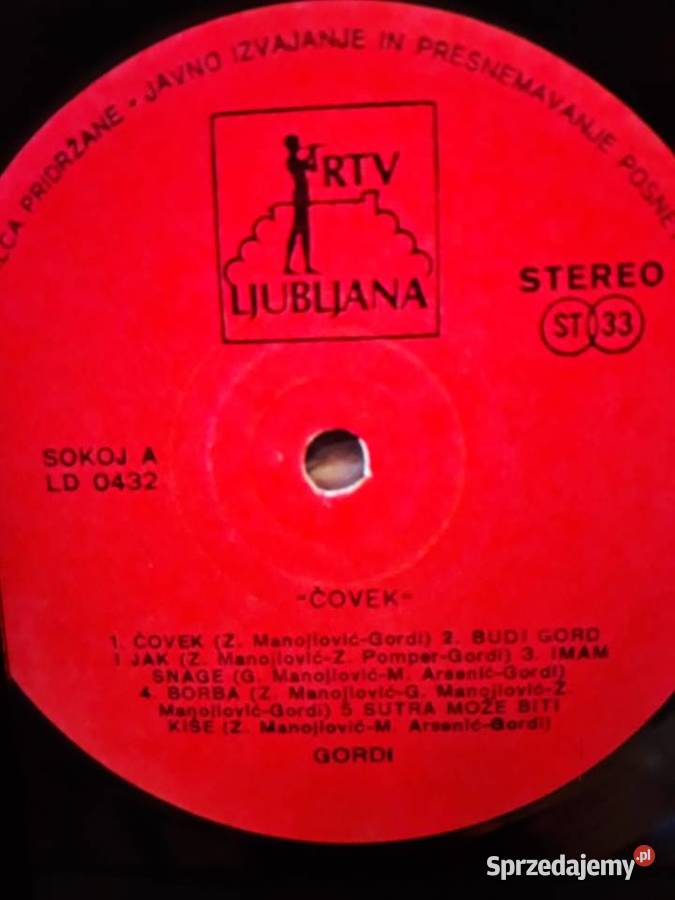 LCA PRIDRŽANE - JAVNO IZVAJANJE IN PRESNEMAVANJE POSNE
RTV
LJUBLJANA
STEREO
ST 33
SOKOJ A
LD 0432
"ČOVEK"
1. ČOVEK (Z. Manojlović-Gordi) 2. BUDI GORD
I JAK (Z. Manojlović-Z. Pomper-Gordi) 3. IMAM
SNAGE (G. Manojlović-M. Arsenić-Gordi)
4. BORBA (Z. Manojlović-G. Manojlović-Z.
Manojlović-Gordi) 5 SUTRA MOŽE BITI
KIŠE (Z. Manojlović-M. Arsenić-Gordi)
GORDI
Sprzedajemy.pl